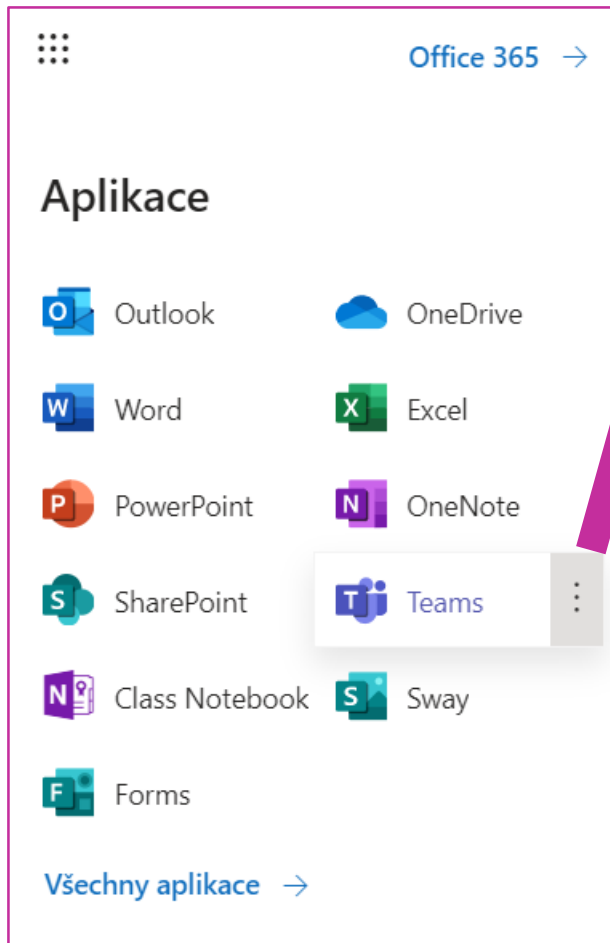 Office 365 →
Aplikace
Outlook OneDrive
Word Excel
PowerPoint OneNote
SharePoint Teams
Class Notebook Sway
Forms
Všechny aplikace →